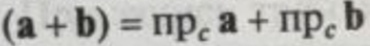 (a + b) = пр_c a + пр_c b